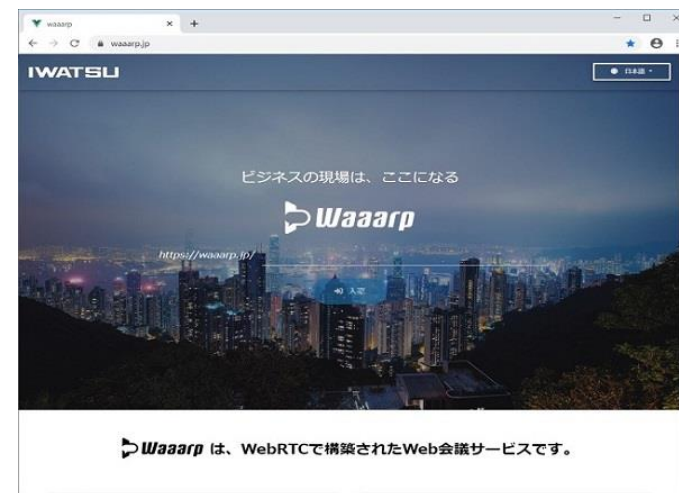 waaarp
waaarp.jp
IWATSU
日本語
ビジネスの現場は、ここになる
Waaarp
https://waaarp.jp/
入室
Waaarp は、WebRTCで構築されたWeb会議サービスです。